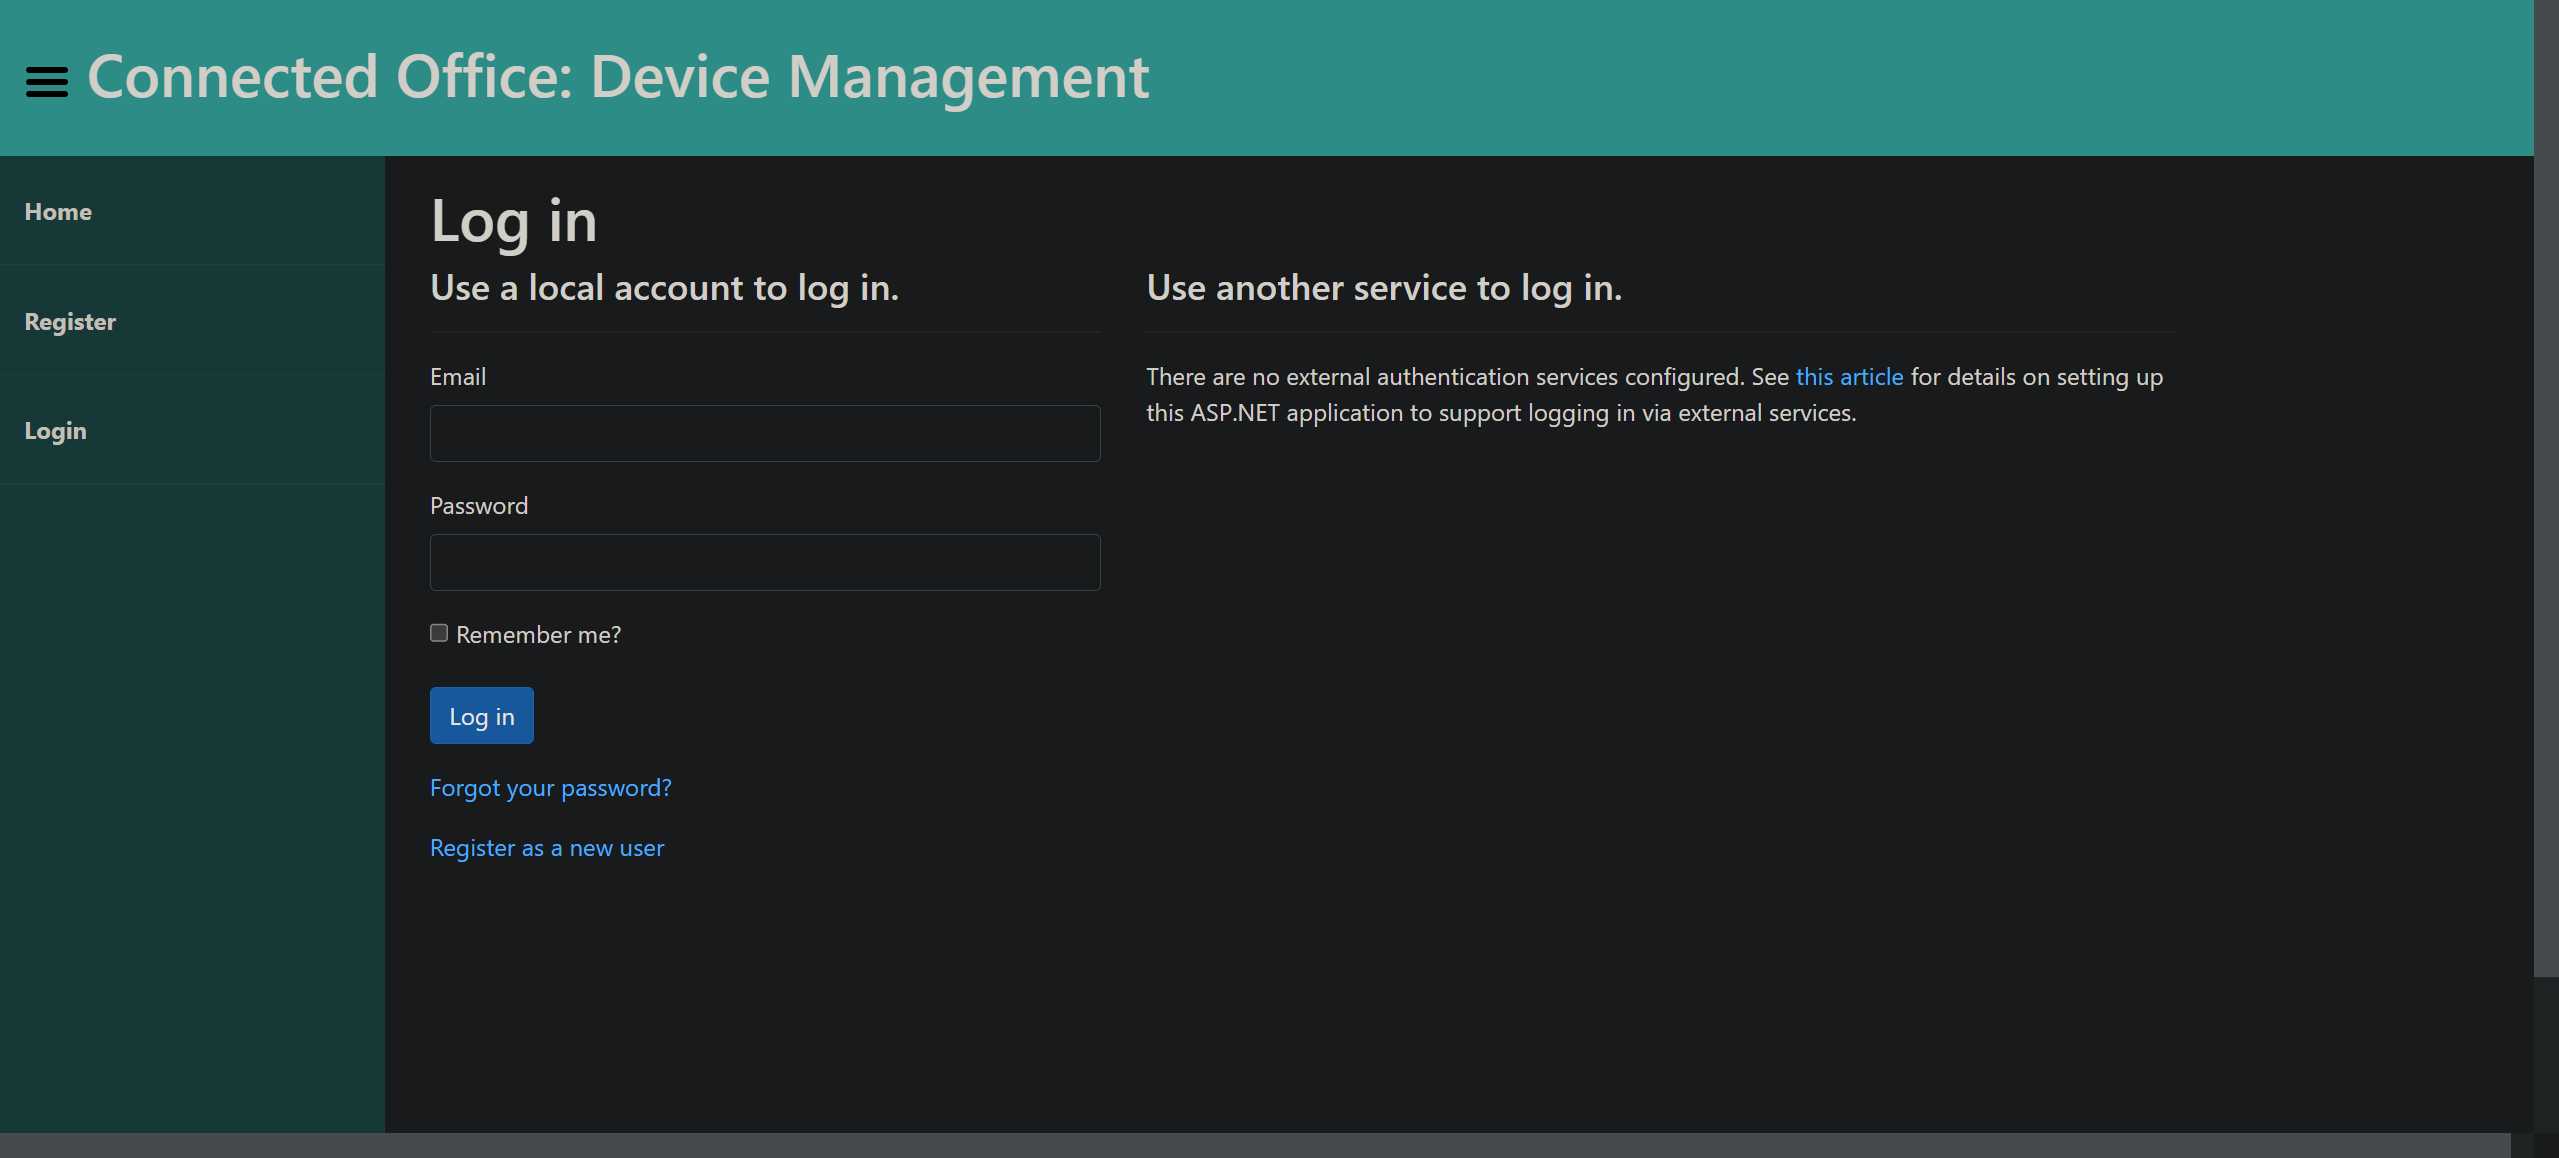 Connected Office: Device Management
Home
Register
Login
Log in
Use a local account to log in.
Email
Password
Remember me?
Log in
Forgot your password?
Register as a new user
Use another service to log in.
There are no external authentication services configured. See this article for details on setting up
this ASP.NET application to support logging in via external services.